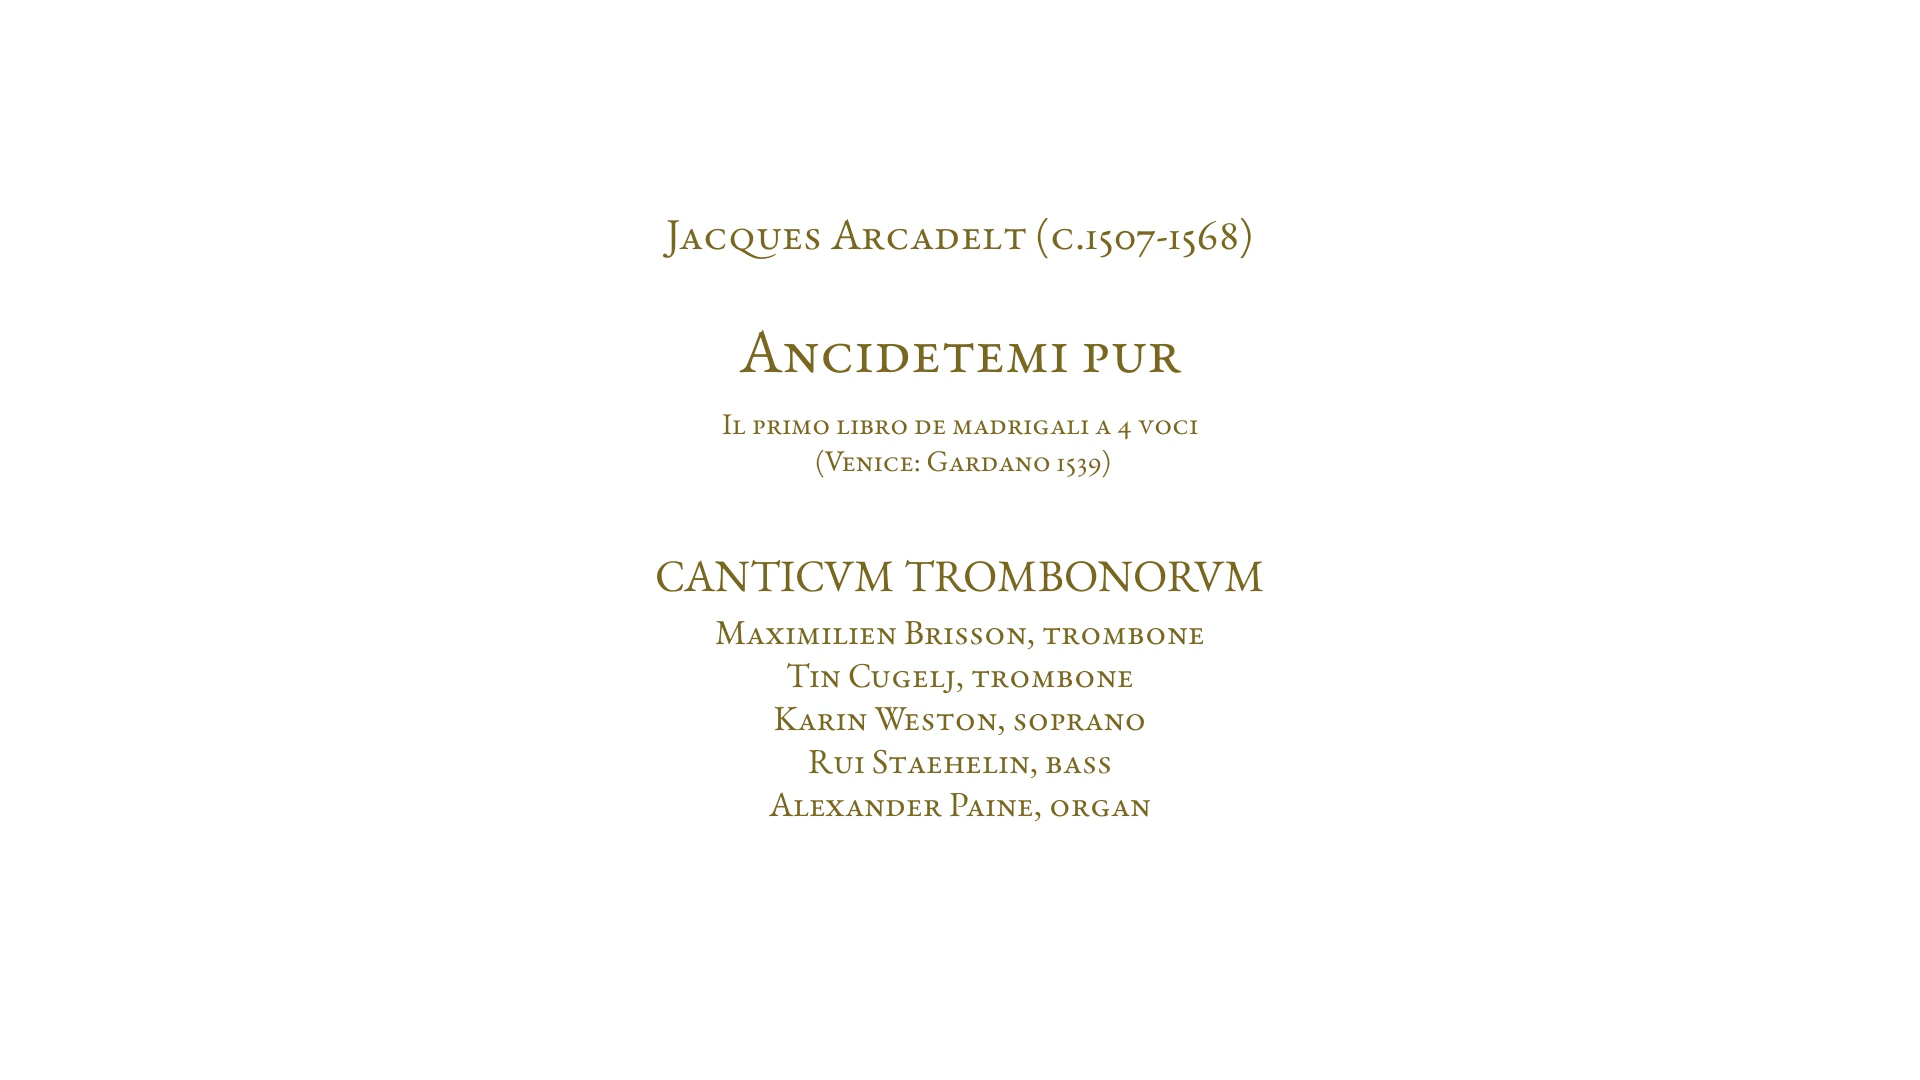 Jacques Arcadelt (c.1507-1568)
Ancidetemi pur
Il primo libro de madrigali a 4 voci
(Venice: Gardano 1539)
CANTICVM TROMBONORVM
Maximilien Brisson, trombone
Tin Cugelj, trombone
Karin Weston, soprano
Rui Staehelin, bass
Alexander Paine, organ